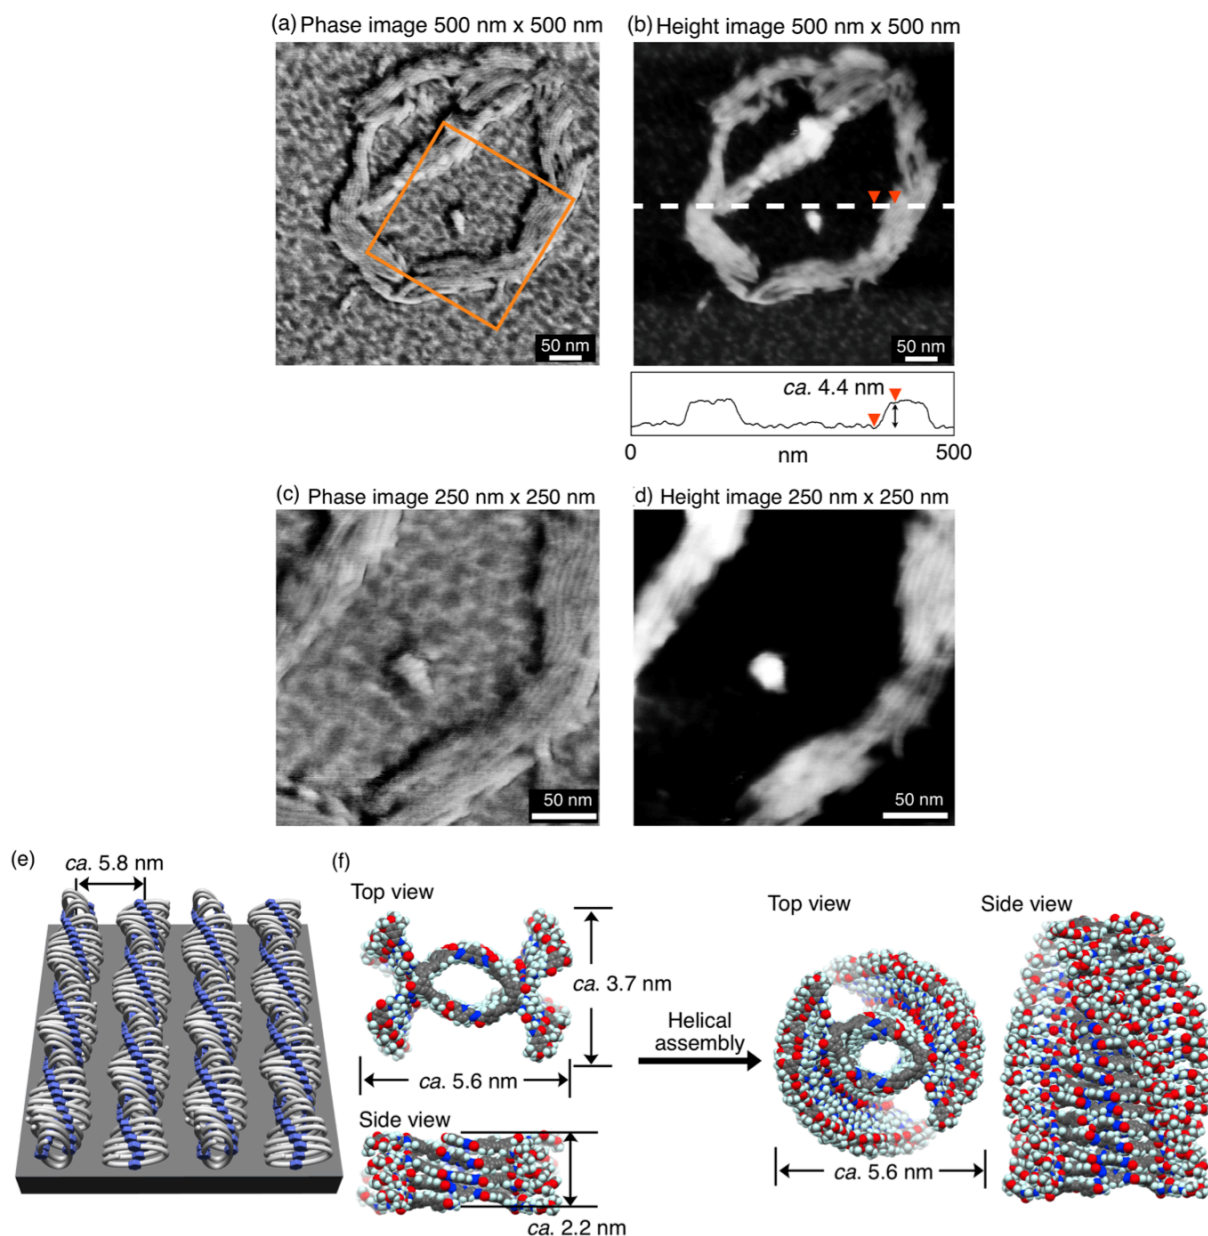 (a) Phase image 500 nm x 500 nm
(b) Height image 500 nm x 500 nm
50 nm
50 nm
ca. 4.4 nm
0 nm 500
(c) Phase image 250 nm x 250 nm
(d) Height image 250 nm x 250 nm
50 nm
50 nm
(e)
ca. 5.8 nm
(f)
Top view
ca. 3.7 nm
ca. 5.6 nm
Side view
ca. 2.2 nm
Helical
assembly
Top view
Side view
ca. 5.6 nm